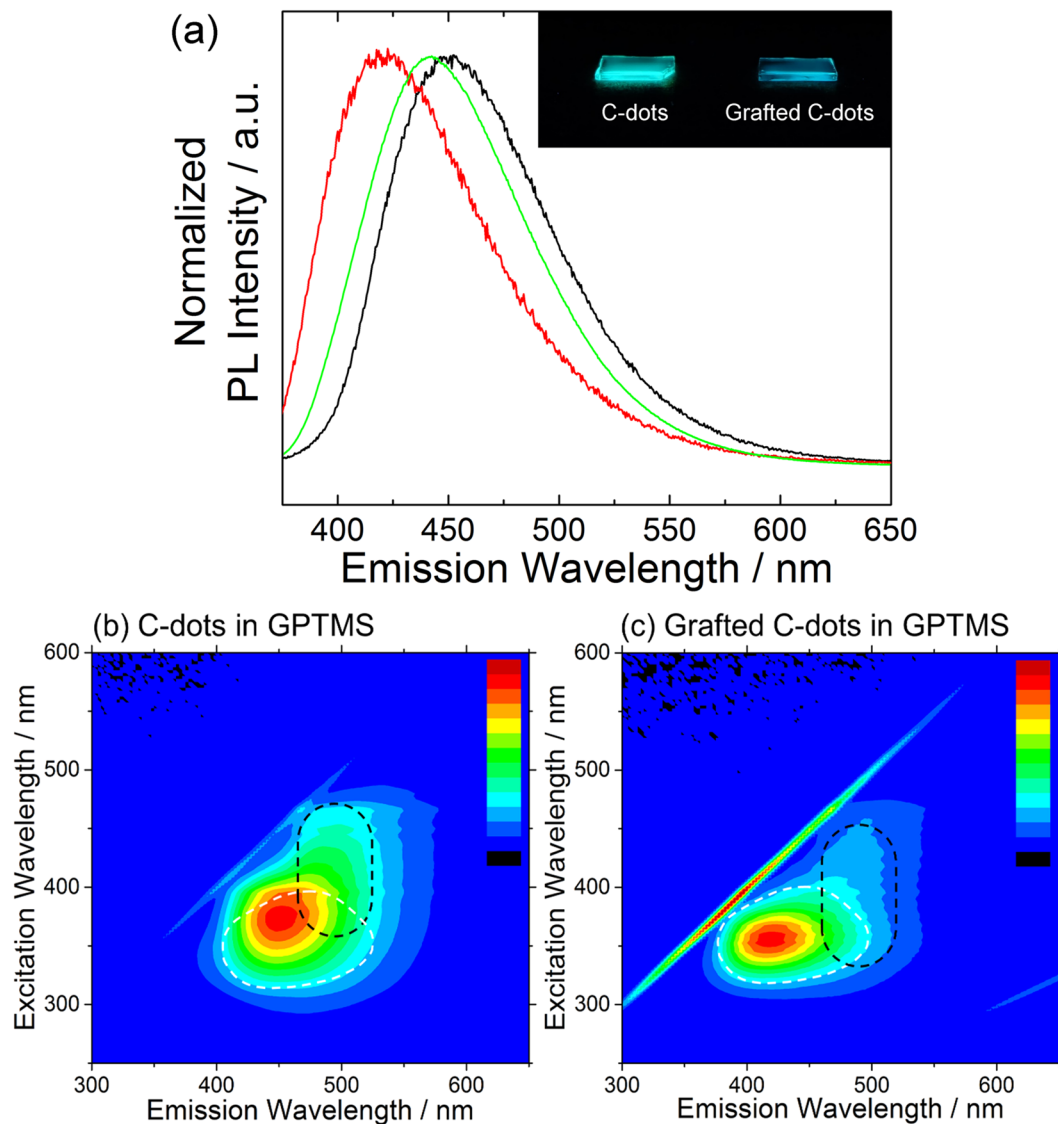 (a)
C-dots
Grafted C-dots
Normalized
PL Intensity / a.u.
400
450
500
550
600
650
Emission Wavelength / nm
(b) C-dots in GPTMS
(c) Grafted C-dots in GPTMS
600
500
400
300
Excitation Wavelength / nm
300
400
500
600
Emission Wavelength / nm
600
500
400
300
Excitation Wavelength / nm
300
400
500
600
Emission Wavelength / nm